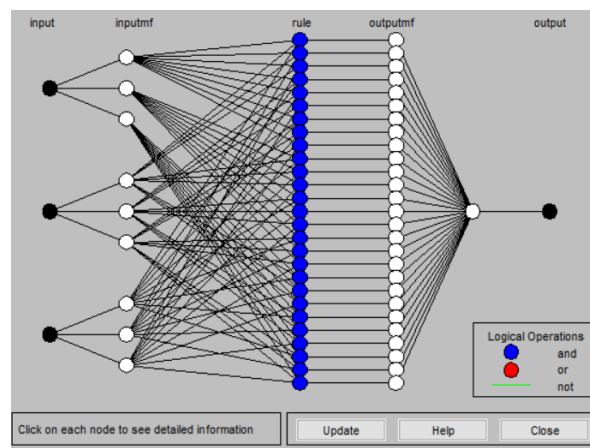 input inputmf rule outputmf output
Logical Operations
and
or
not
Click on each node to see detailed information
Update Help Close